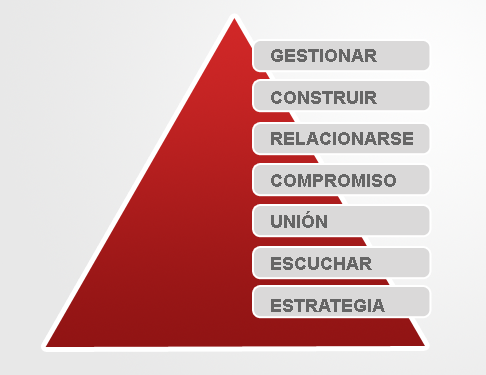 GESTIONAR
CONSTRUIR
RELACIONARSE
COMPROMISO
UNIÓN
ESCUCHAR
ESTRATEGIA